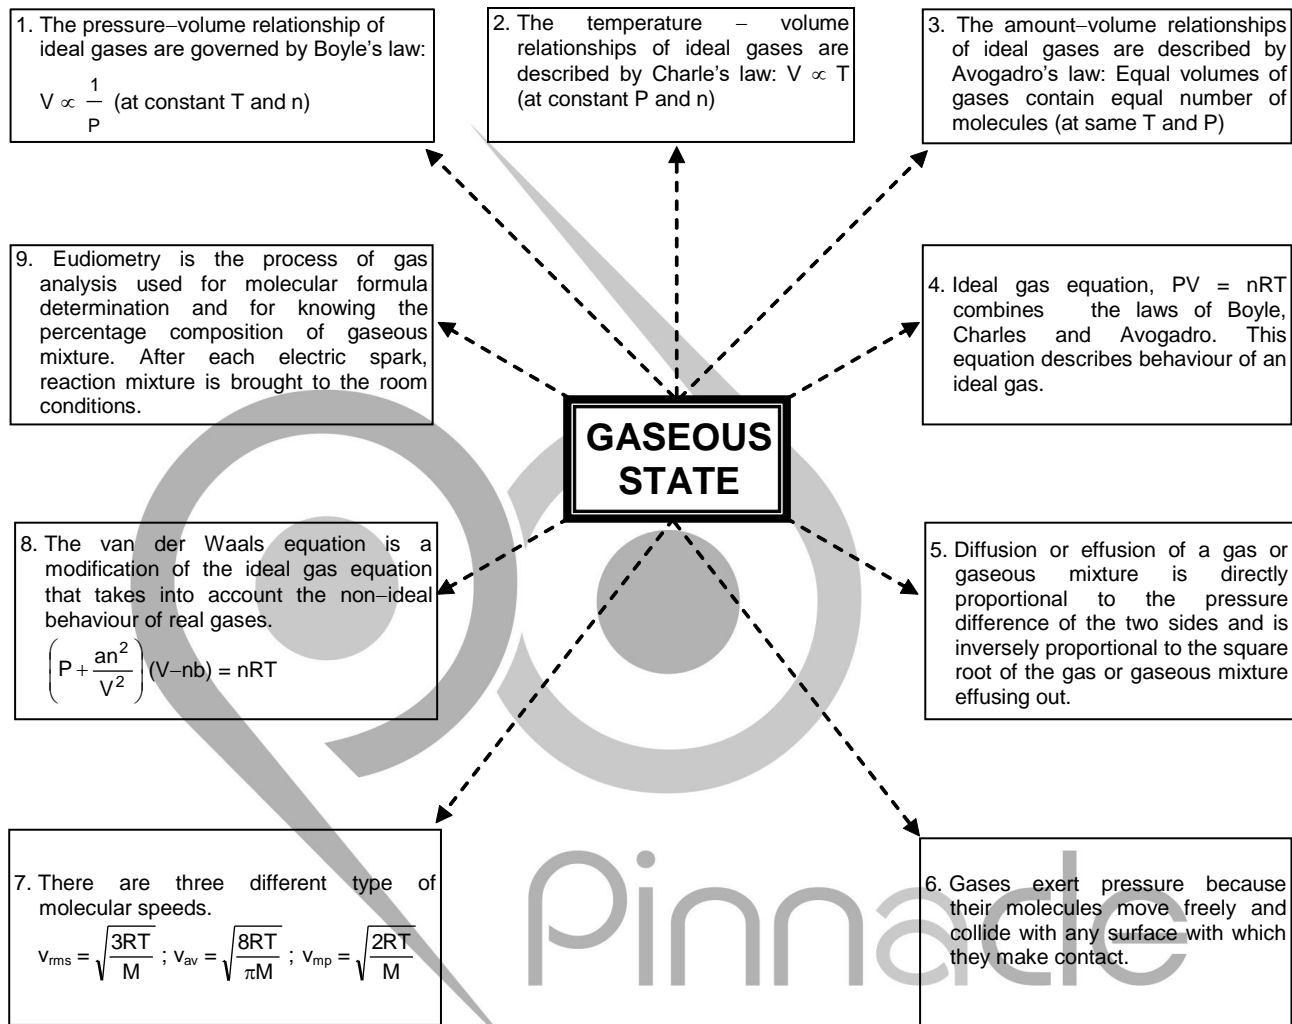 1. The pressure–volume relationship of
ideal gases are governed by Boyle's law:
V ∝ 1/P (at constant T and n)
2. The temperature – volume
relationships of ideal gases are
described by Charle's law: V ∝ T
(at constant P and n)
3. The amount–volume relationships
of ideal gases are described by
Avogadro's law: Equal volumes of
gases contain equal number of
molecules (at same T and P)
9. Eudiometry is the process of gas
analysis used for molecular formula
determination and for knowing the
percentage composition of gaseous
mixture. After each electric spark,
reaction mixture is brought to the room
conditions.
4. Ideal gas equation, PV = nRT
combines the laws of Boyle,
Charles and Avogadro. This
equation describes behaviour of an
ideal gas.
GASEOUS
STATE
8. The van der Waals equation is a
modification of the ideal gas equation
that takes into account the non–ideal
behaviour of real gases.
(P + an²/V²) (V–nb) = nRT
5. Diffusion or effusion of a gas or
gaseous mixture is directly
proportional to the pressure
difference of the two sides and is
inversely proportional to the square
root of the gas or gaseous mixture
effusing out.
7. There are three different type of
molecular speeds.
v_rms = √(3RT/M) ; v_av = √(8RT/πM) ; v_mp = √(2RT/M)
6. Gases exert pressure because
their molecules move freely and
collide with any surface with which
they make contact.
Pinnacle